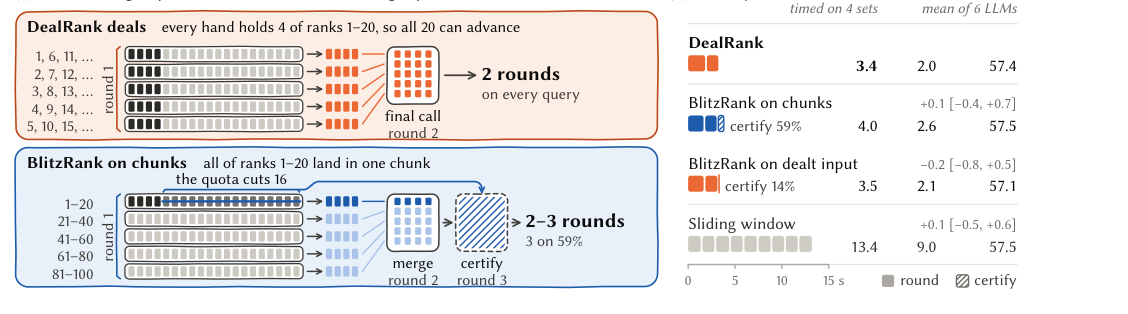 DealRank deals every hand holds 4 of ranks 1–20, so all 20 can advance
1, 6, 11, ...
2, 7, 12, ...
3, 8, 13, ...
4, 9, 14, ...
5, 10, 15, ...
round 1
final call
round 2
2 rounds
on every query
BlitzRank on chunks all of ranks 1–20 land in one chunk
the quota cuts 16
1–20
21–40
41–60
61–80
81–100
round 1
merge
round 2
certify
round 3
2–3 rounds
3 on 59%
timed on 4 sets mean of 6 LLMs
DealRank
3.4 2.0 57.4
BlitzRank on chunks +0.1 [−0.4, +0.7]
certify 59% 4.0 2.6 57.5
BlitzRank on dealt input −0.2 [−0.8, +0.5]
certify 14% 3.5 2.1 57.1
Sliding window +0.1 [−0.5, +0.6]
13.4 9.0 57.5
0 5 10 15 s
round certify